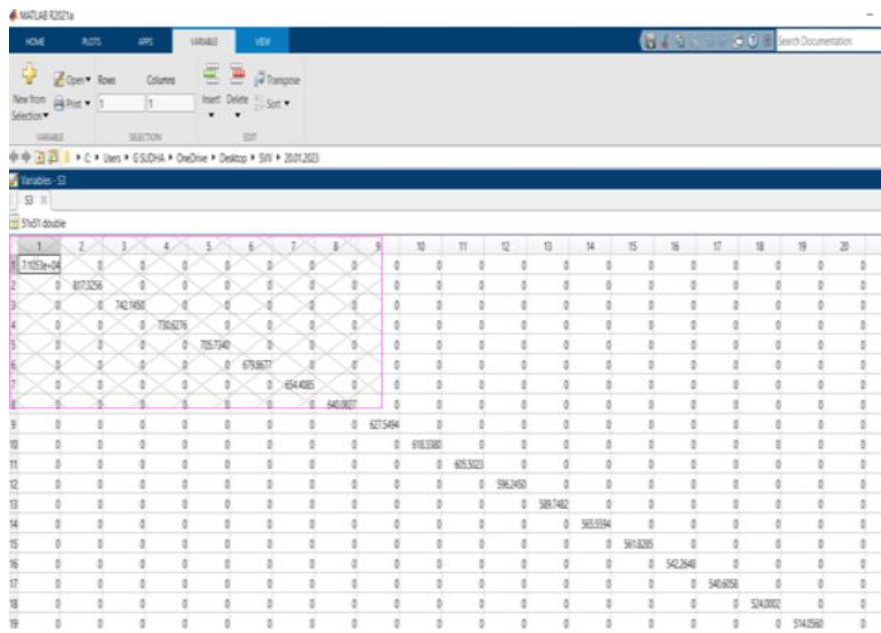 MATLAB R2021a
HOME PLOTS APPS VARIABLE VIEW Search Documentation
New from Selection Open Rows Columns Insert Delete Transpose
Print 1 1 Sort
VARIABLE SELECTION EDIT
C: Users G SUDHA OneDrive Desktop SVV 20.01.2023
Variables - S3
S3
51x51 double
1 2 3 4 5 6 7 8 9 10 11 12 13 14 15 16 17 18 19 20
1 7.1053e+04 0 0 0 0 0 0 0 0 0 0 0 0 0 0 0 0 0 0 0
2 0 817.3256 0 0 0 0 0 0 0 0 0 0 0 0 0 0 0 0 0 0
3 0 0 742.1450 0 0 0 0 0 0 0 0 0 0 0 0 0 0 0 0 0
4 0 0 0 730.6276 0 0 0 0 0 0 0 0 0 0 0 0 0 0 0 0
5 0 0 0 0 705.7340 0 0 0 0 0 0 0 0 0 0 0 0 0 0 0
6 0 0 0 0 0 679.8677 0 0 0 0 0 0 0 0 0 0 0 0 0 0
7 0 0 0 0 0 0 654.4085 0 0 0 0 0 0 0 0 0 0 0 0 0
8 0 0 0 0 0 0 0 0 0 0 0 0 0 0 0 0 0 0 0
9 0 0 0 0 0 0 0 0 627.5494 0 0 0 0 0 0 0 0 0 0 0
10 0 0 0 0 0 0 0 0 0 618.3380 0 0 0 0 0 0 0 0 0 0
11 0 0 0 0 0 0 0 0 0 0 605.5023 0 0 0 0 0 0 0 0 0
12 0 0 0 0 0 0 0 0 0 0 0 596.2450 0 0 0 0 0 0 0 0
13 0 0 0 0 0 0 0 0 0 0 0 0 589.7482 0 0 0 0 0 0 0
14 0 0 0 0 0 0 0 0 0 0 0 0 0 565.5594 0 0 0 0 0 0
15 0 0 0 0 0 0 0 0 0 0 0 0 0 0 561.8285 0 0 0 0 0
16 0 0 0 0 0 0 0 0 0 0 0 0 0 0 0 542.2648 0 0 0 0
17 0 0 0 0 0 0 0 0 0 0 0 0 0 0 0 0 540.6058 0 0 0
18 0 0 0 0 0 0 0 0 0 0 0 0 0 0 0 0 0 524.0002 0 0
19 0 0 0 0 0 0 0 0 0 0 0 0 0 0 0 0 0 0 514.0560 0